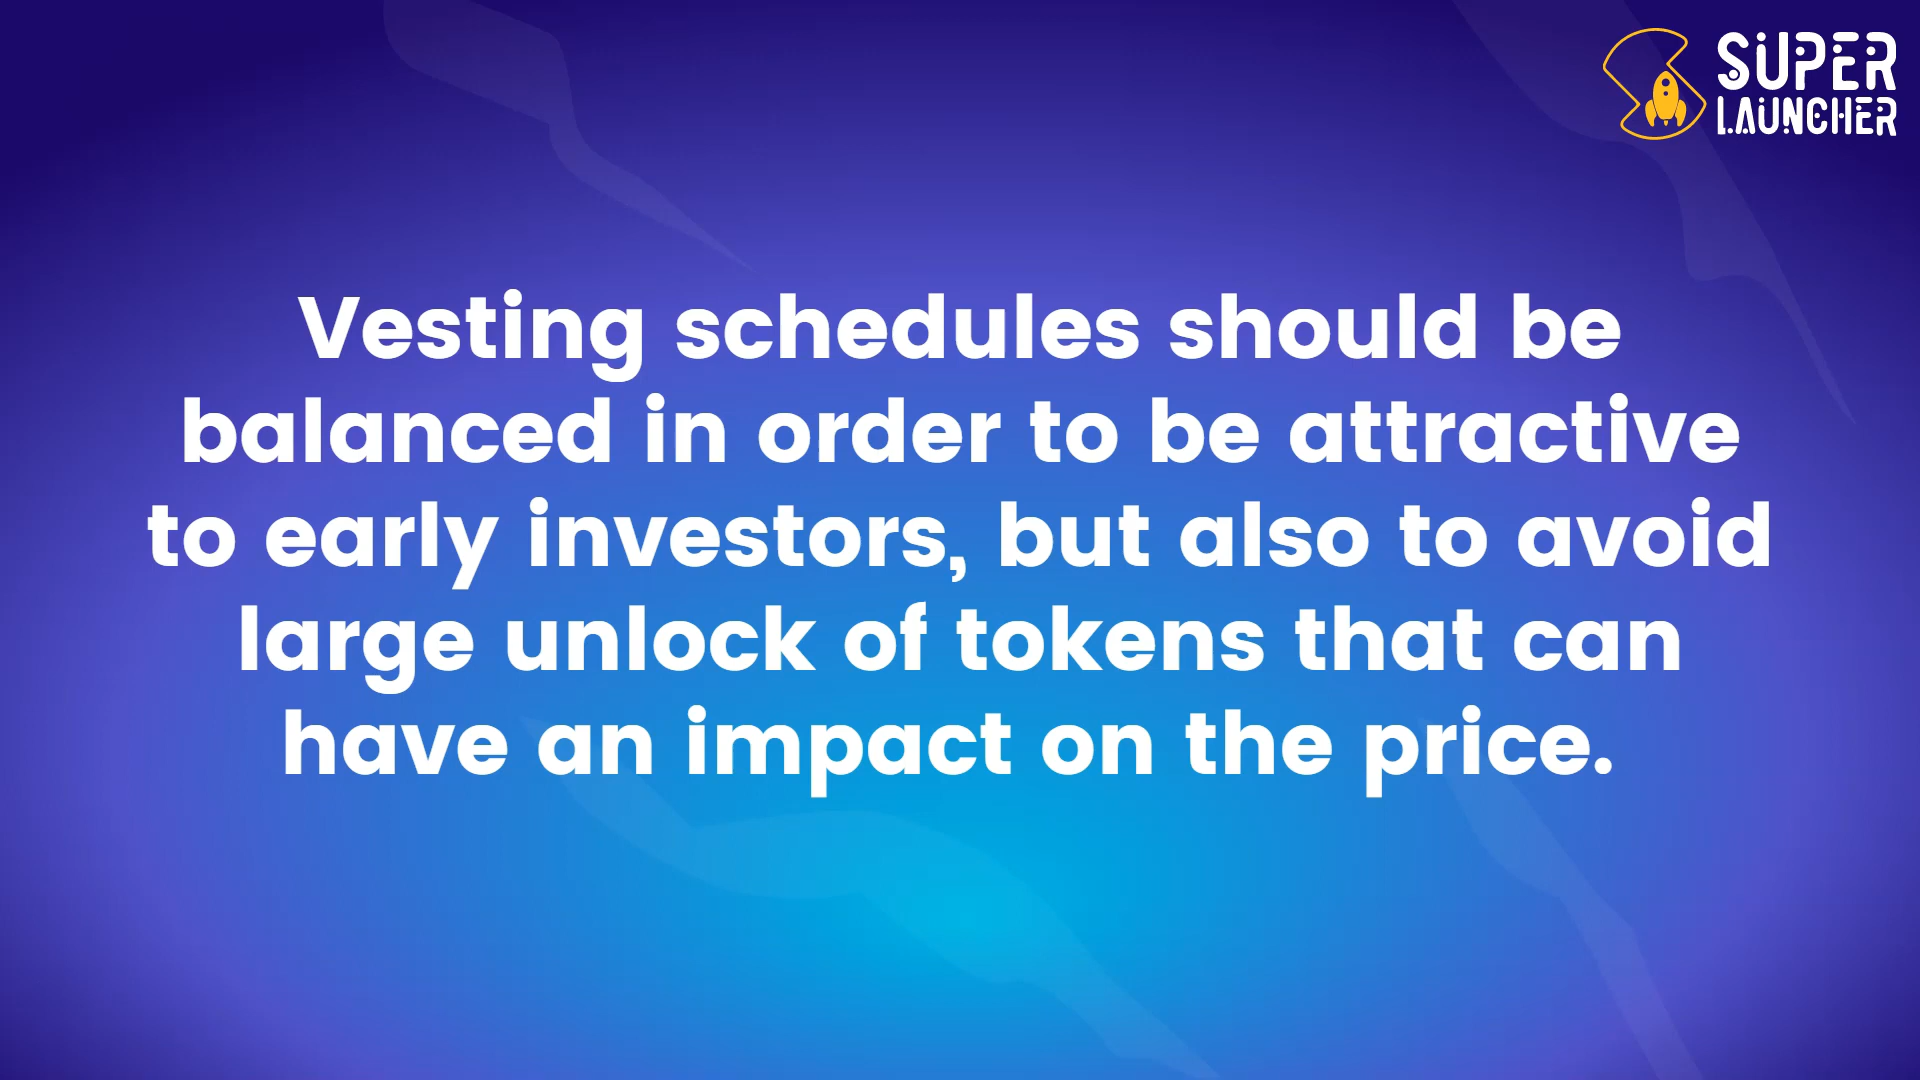 SUPER
LAUNCHER
Vesting schedules should be
balanced in order to be attractive
to early investors, but also to avoid
large unlock of tokens that can
have an impact on the price.